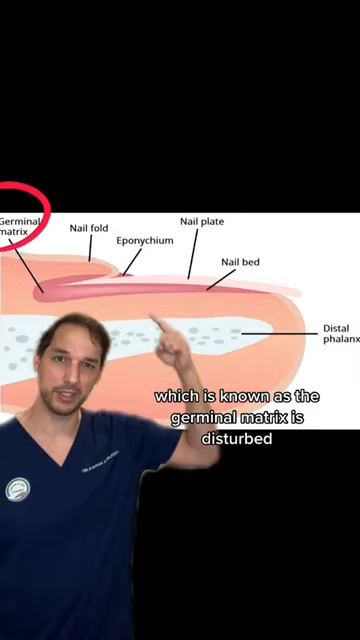 Germinal
matrix
Nail fold
Eponychium
Nail plate
Nail bed
Distal
phalanx
which is known as the
germinal matrix is
disturbed